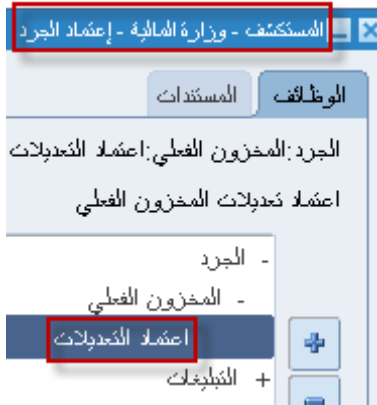 المستكشف - وزارة المالية - إعتماد الجرد
الوظائف
المستندات
الجرد:المخزون الفعلي:اعتماد التعديلات
اعتماد تعديلات المخزون الفعلي
- الجرد
- المخزون الفعلي
اعتماد التعديلات
+ التبليغات